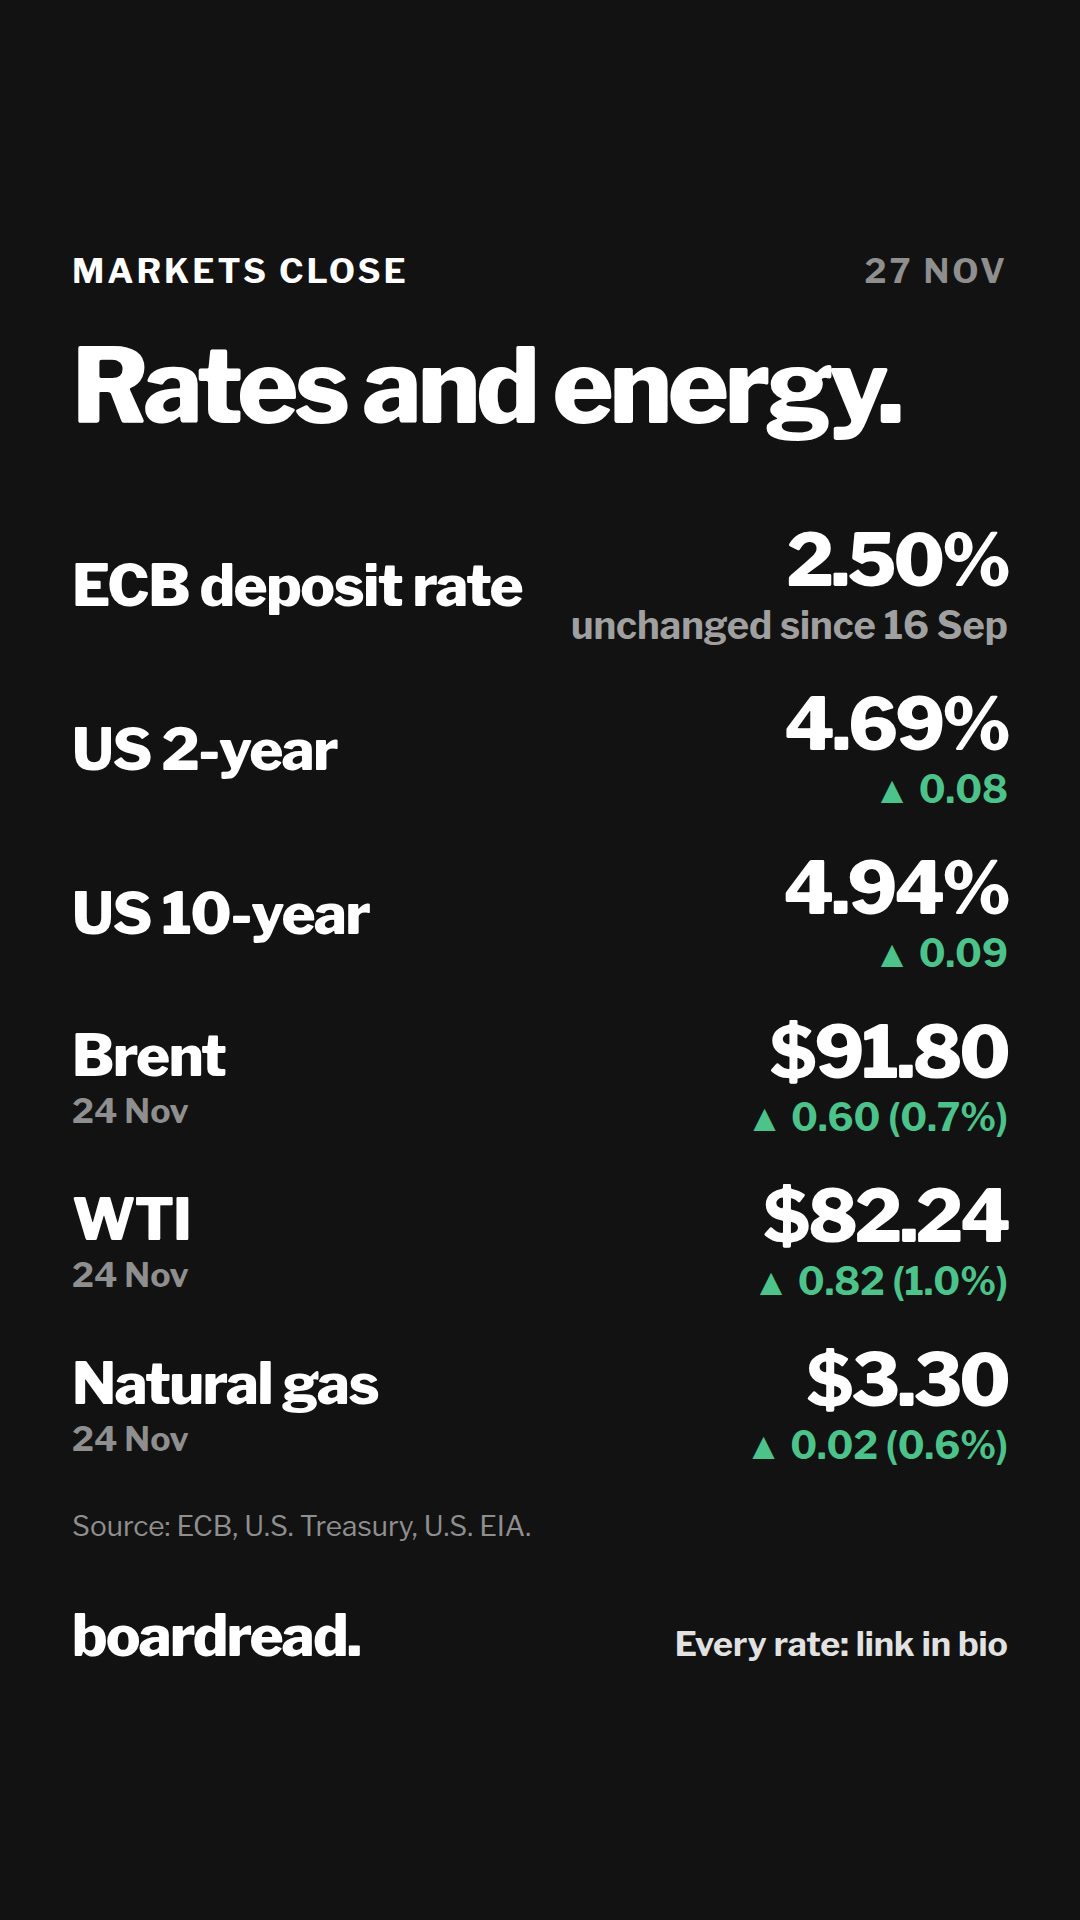 MARKETS CLOSE 27 NOV
Rates and energy.
ECB deposit rate 2.50%
unchanged since 16 Sep
US 2-year 4.69%
▲ 0.08
US 10-year 4.94%
▲ 0.09
Brent $91.80
24 Nov ▲ 0.60 (0.7%)
WTI $82.24
24 Nov ▲ 0.82 (1.0%)
Natural gas $3.30
24 Nov ▲ 0.02 (0.6%)
Source: ECB, U.S. Treasury, U.S. EIA.
boardread. Every rate: link in bio